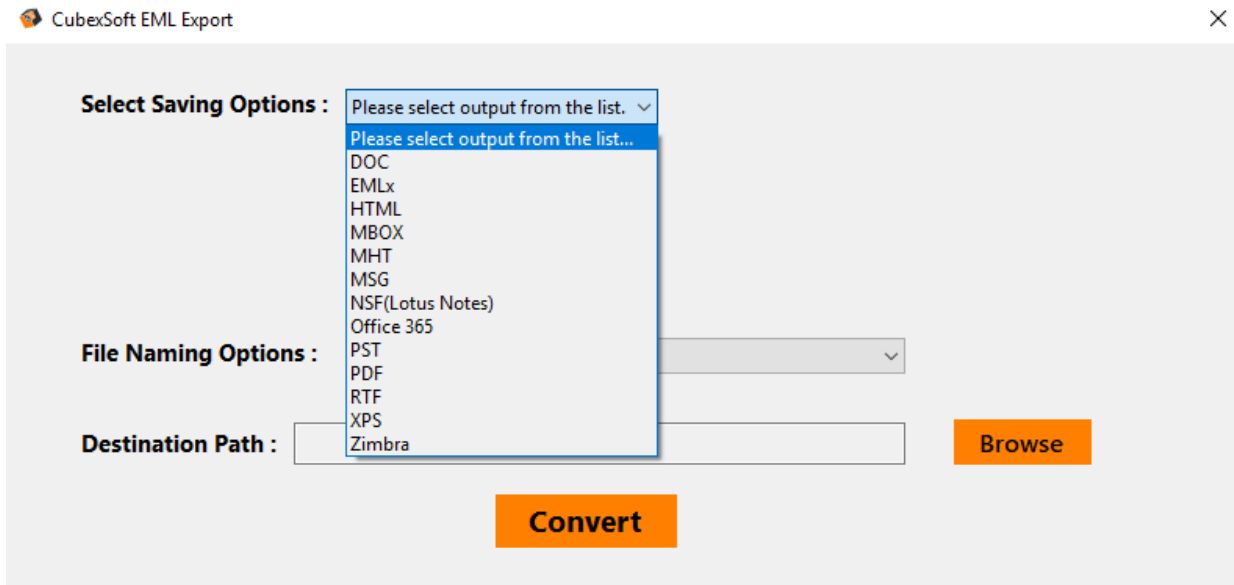 CubexSoft EML Export
Select Saving Options :
Please select output from the list.
Please select output from the list...
DOC
EMLx
HTML
MBOX
MHT
MSG
NSF(Lotus Notes)
Office 365
PST
PDF
RTF
XPS
Zimbra
File Naming Options :
Destination Path :
Browse
Convert